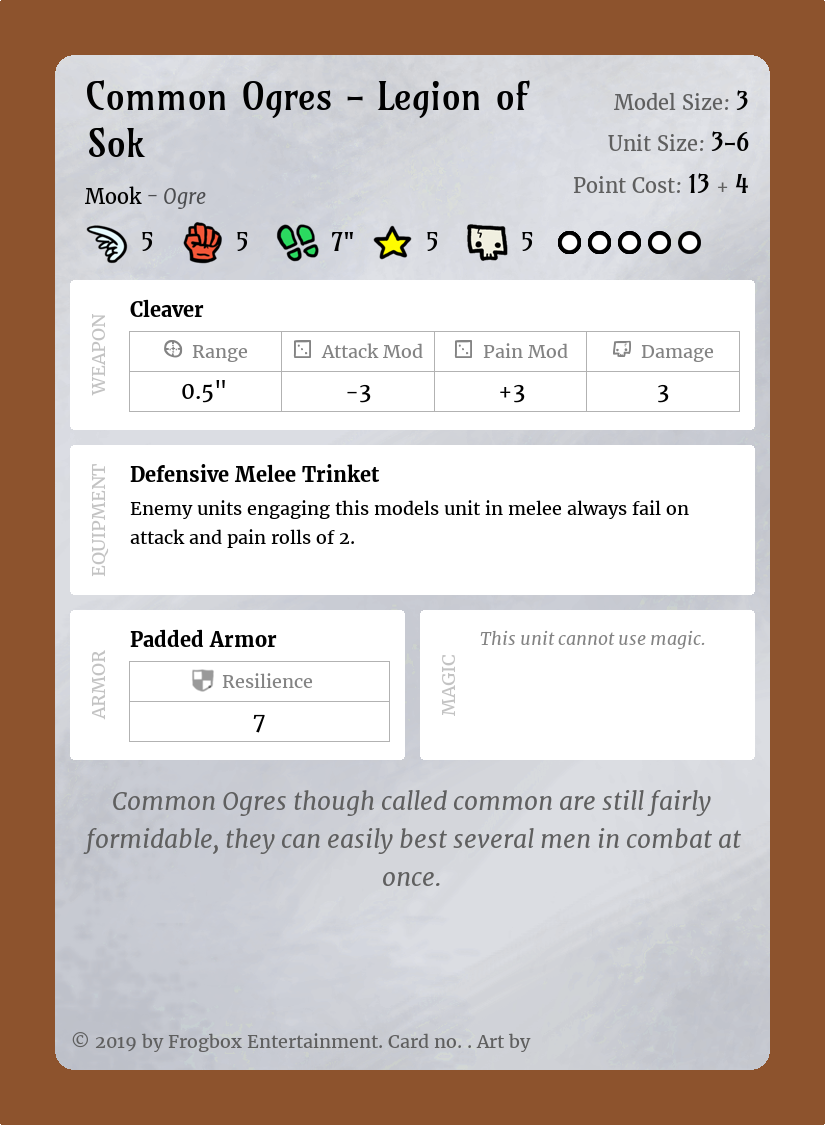 Common Ogres – Legion of
Sok
Model Size: 3
Unit Size: 3–6
Point Cost: 13 + 4
Mook – Ogre
5 5 7" 5 5
WEAPON
Cleaver
Range Attack Mod Pain Mod Damage
0.5" -3 +3 3
EQUIPMENT
Defensive Melee Trinket
Enemy units engaging this models unit in melee always fail on
attack and pain rolls of 2.
ARMOR
Padded Armor
Resilience
7
MAGIC
This unit cannot use magic.
Common Ogres though called common are still fairly
formidable, they can easily best several men in combat at
once.
© 2019 by Frogbox Entertainment. Card no. . Art by